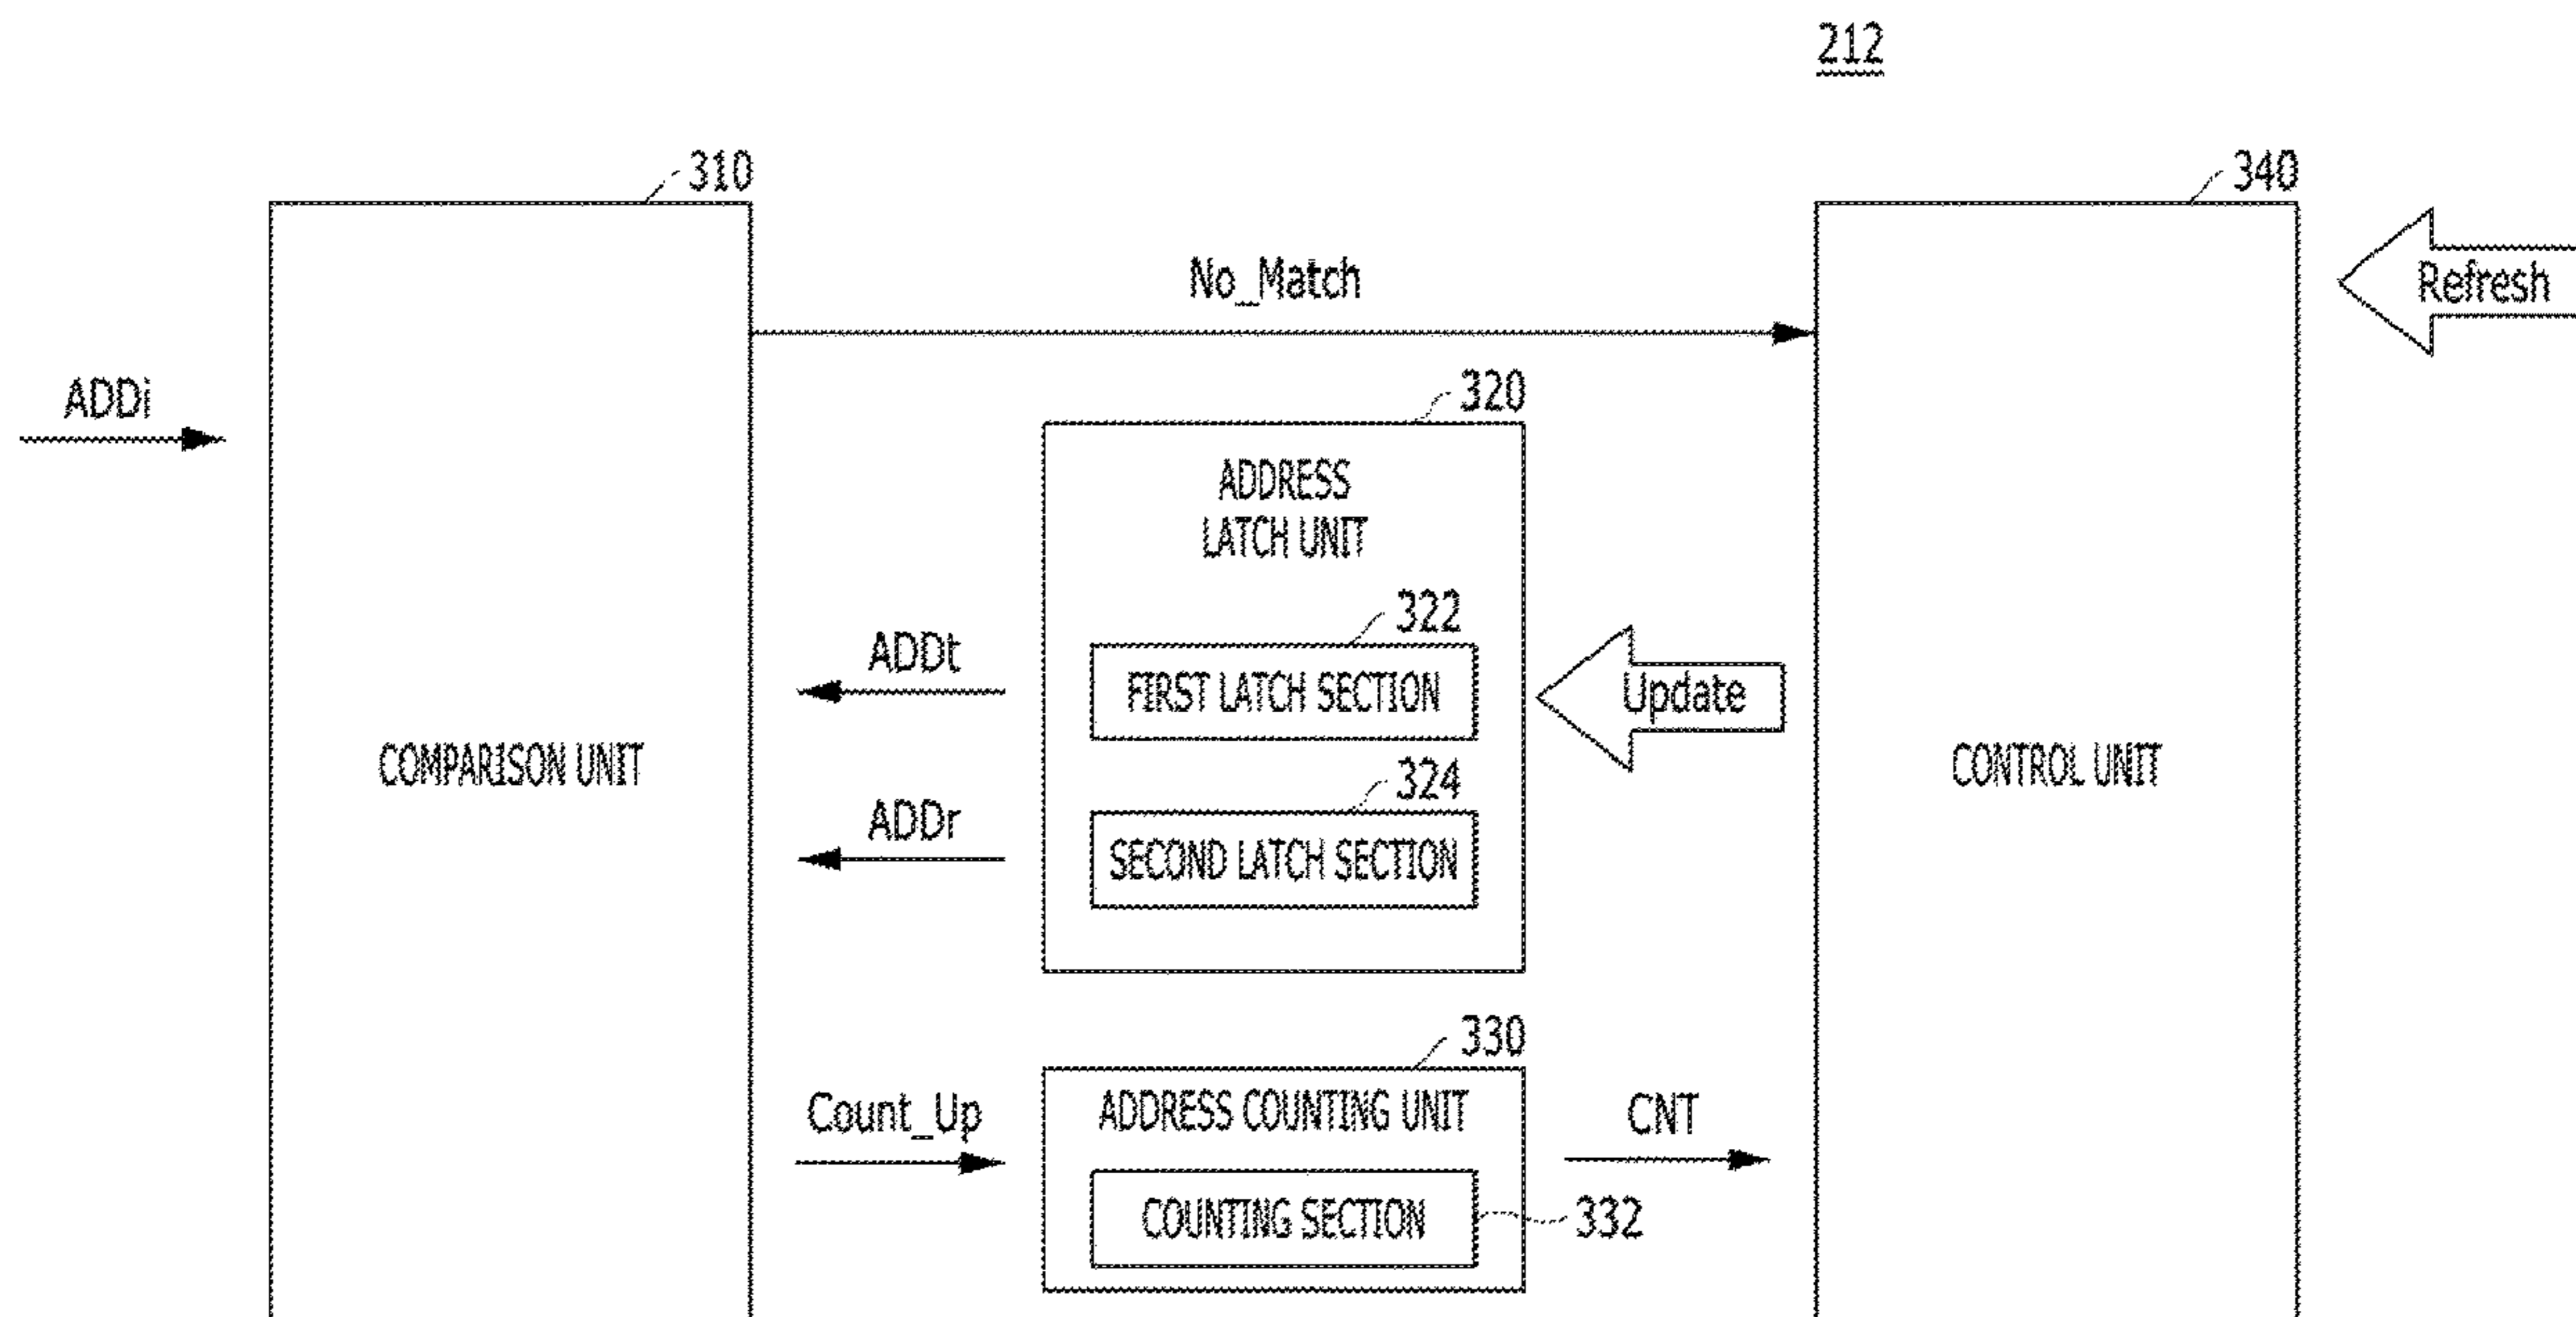 212
310
340
No_Match
Refresh
ADDi
320
ADDRESS
LATCH UNIT
322
ADDt
FIRST LATCH SECTION
Update
COMPARISON UNIT
CONTROL UNIT
324
ADDr
SECOND LATCH SECTION
330
Count_Up
ADDRESS COUNTING UNIT
CNT
COUNTING SECTION
332